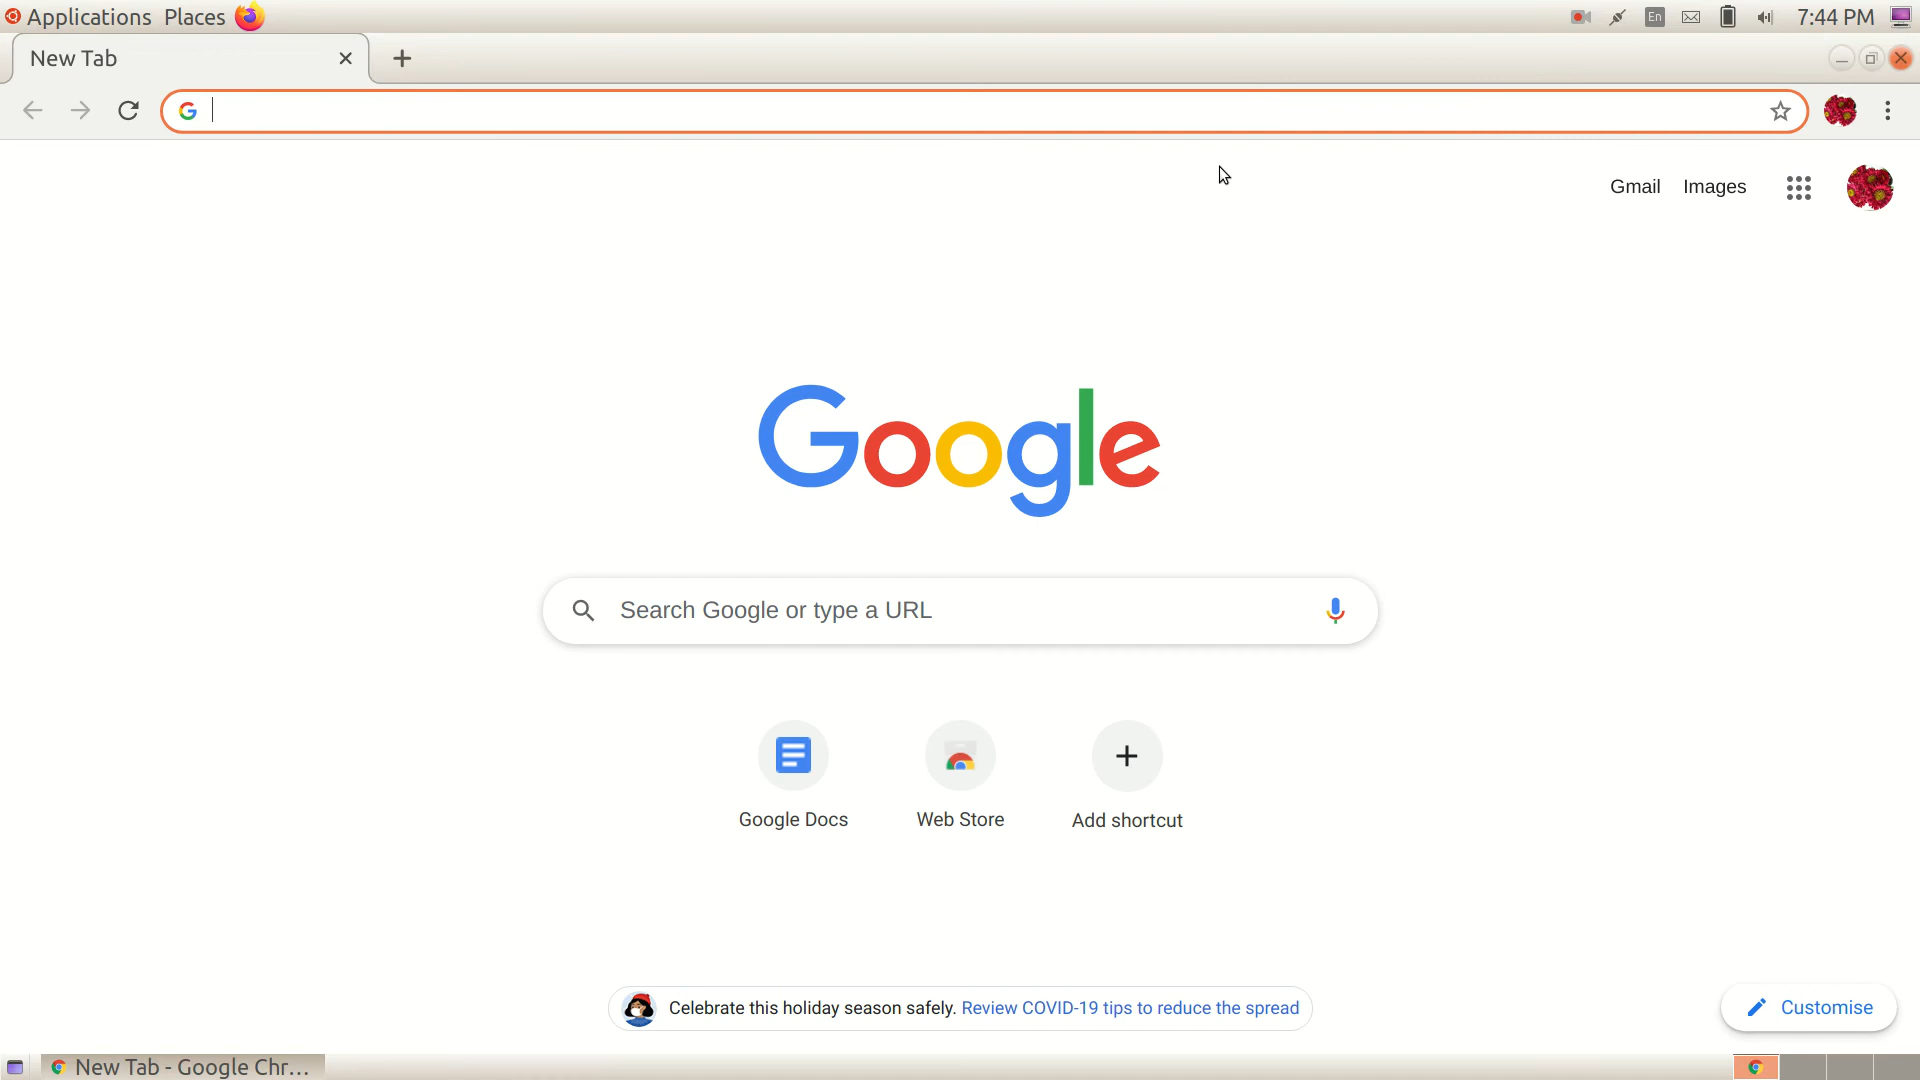 Applications Places En 7:44 PM
New Tab
Gmail Images
Google
Search Google or type a URL
Google Docs Web Store Add shortcut
Celebrate this holiday season safely. Review COVID-19 tips to reduce the spread
Customise
New Tab - Google Chr...